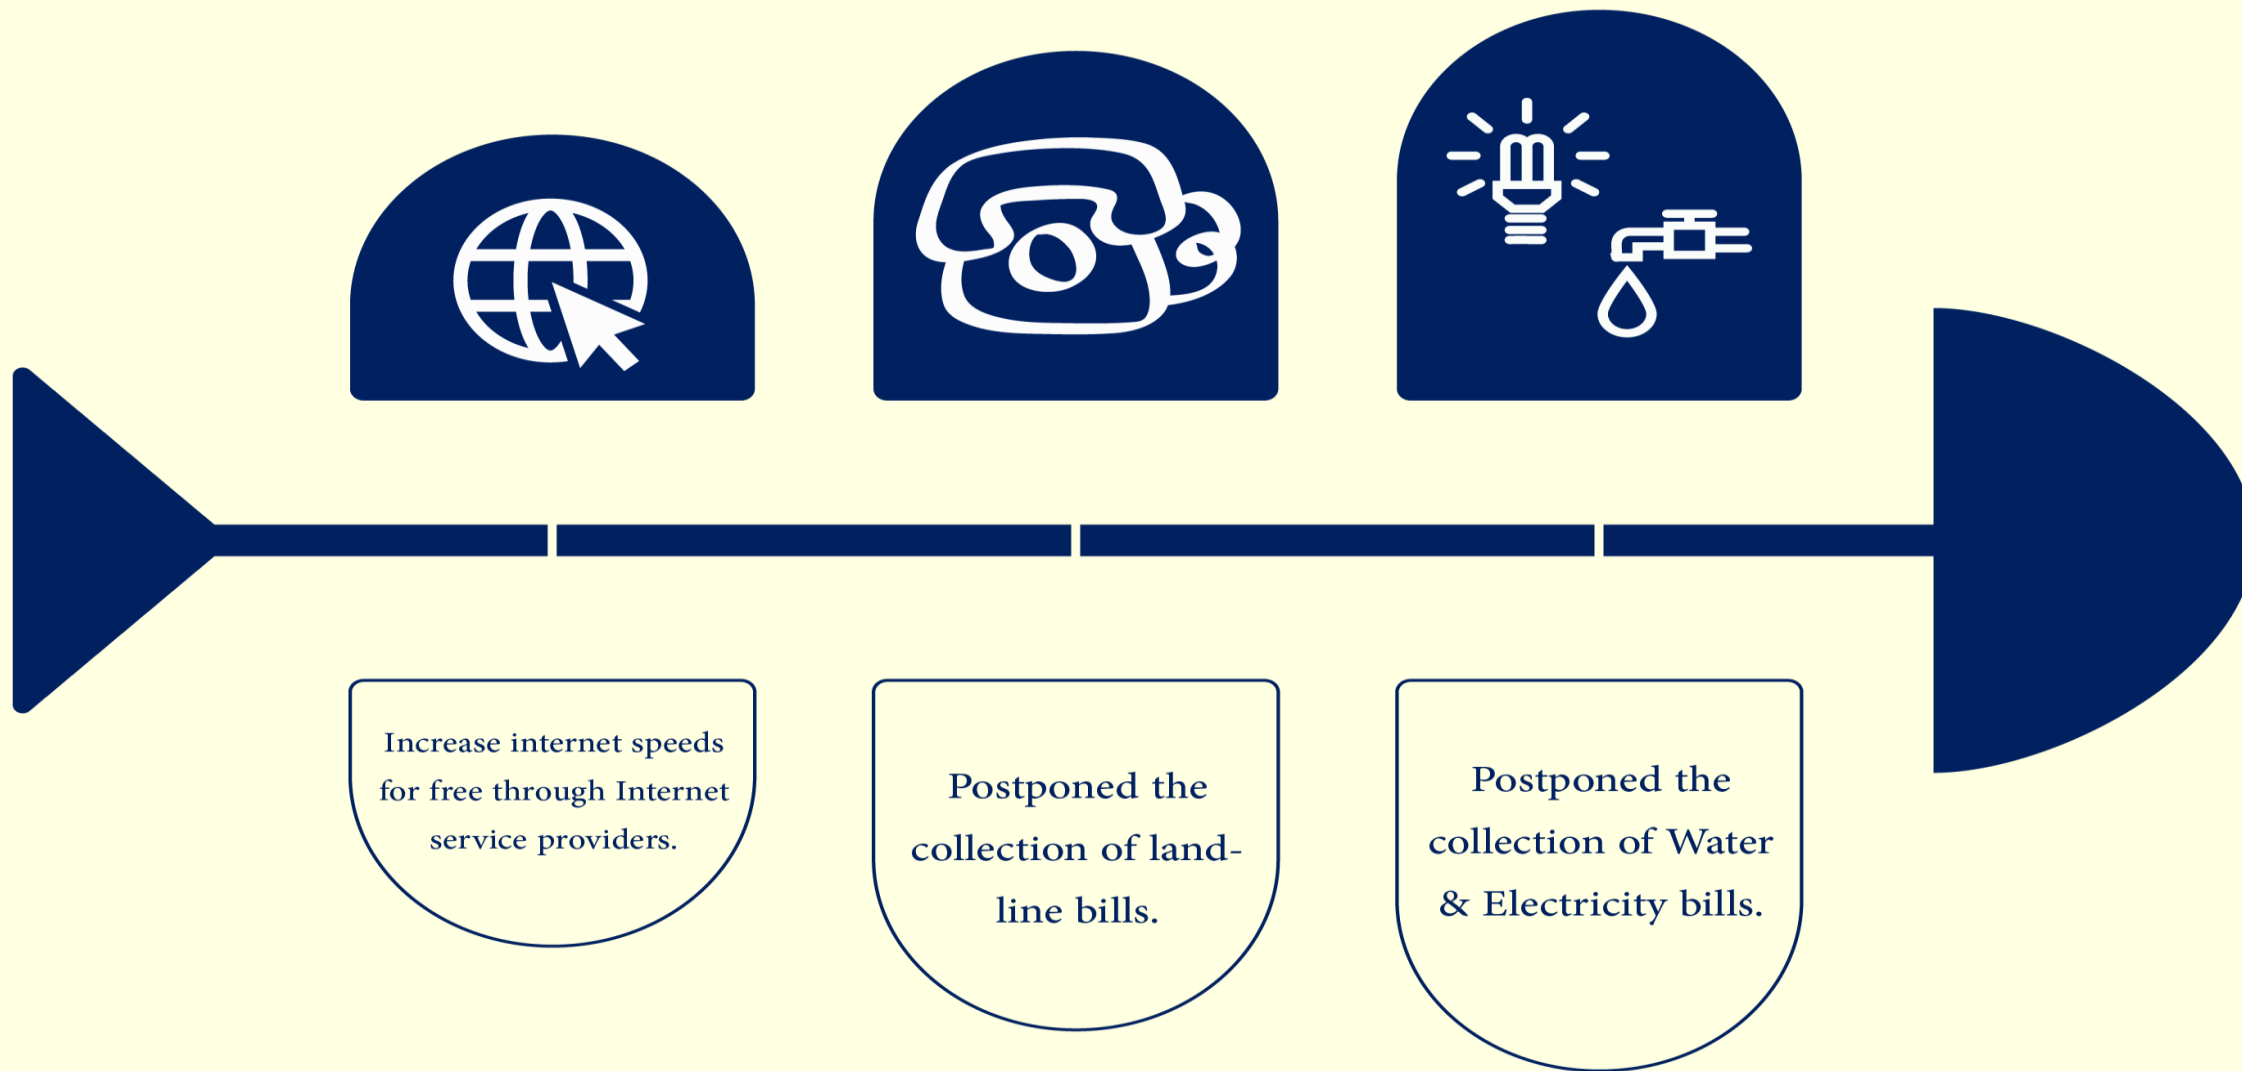 Increase internet speeds
for free through Internet
service providers.
Postponed the
collection of land-
line bills.
Postponed the
collection of Water
& Electricity bills.